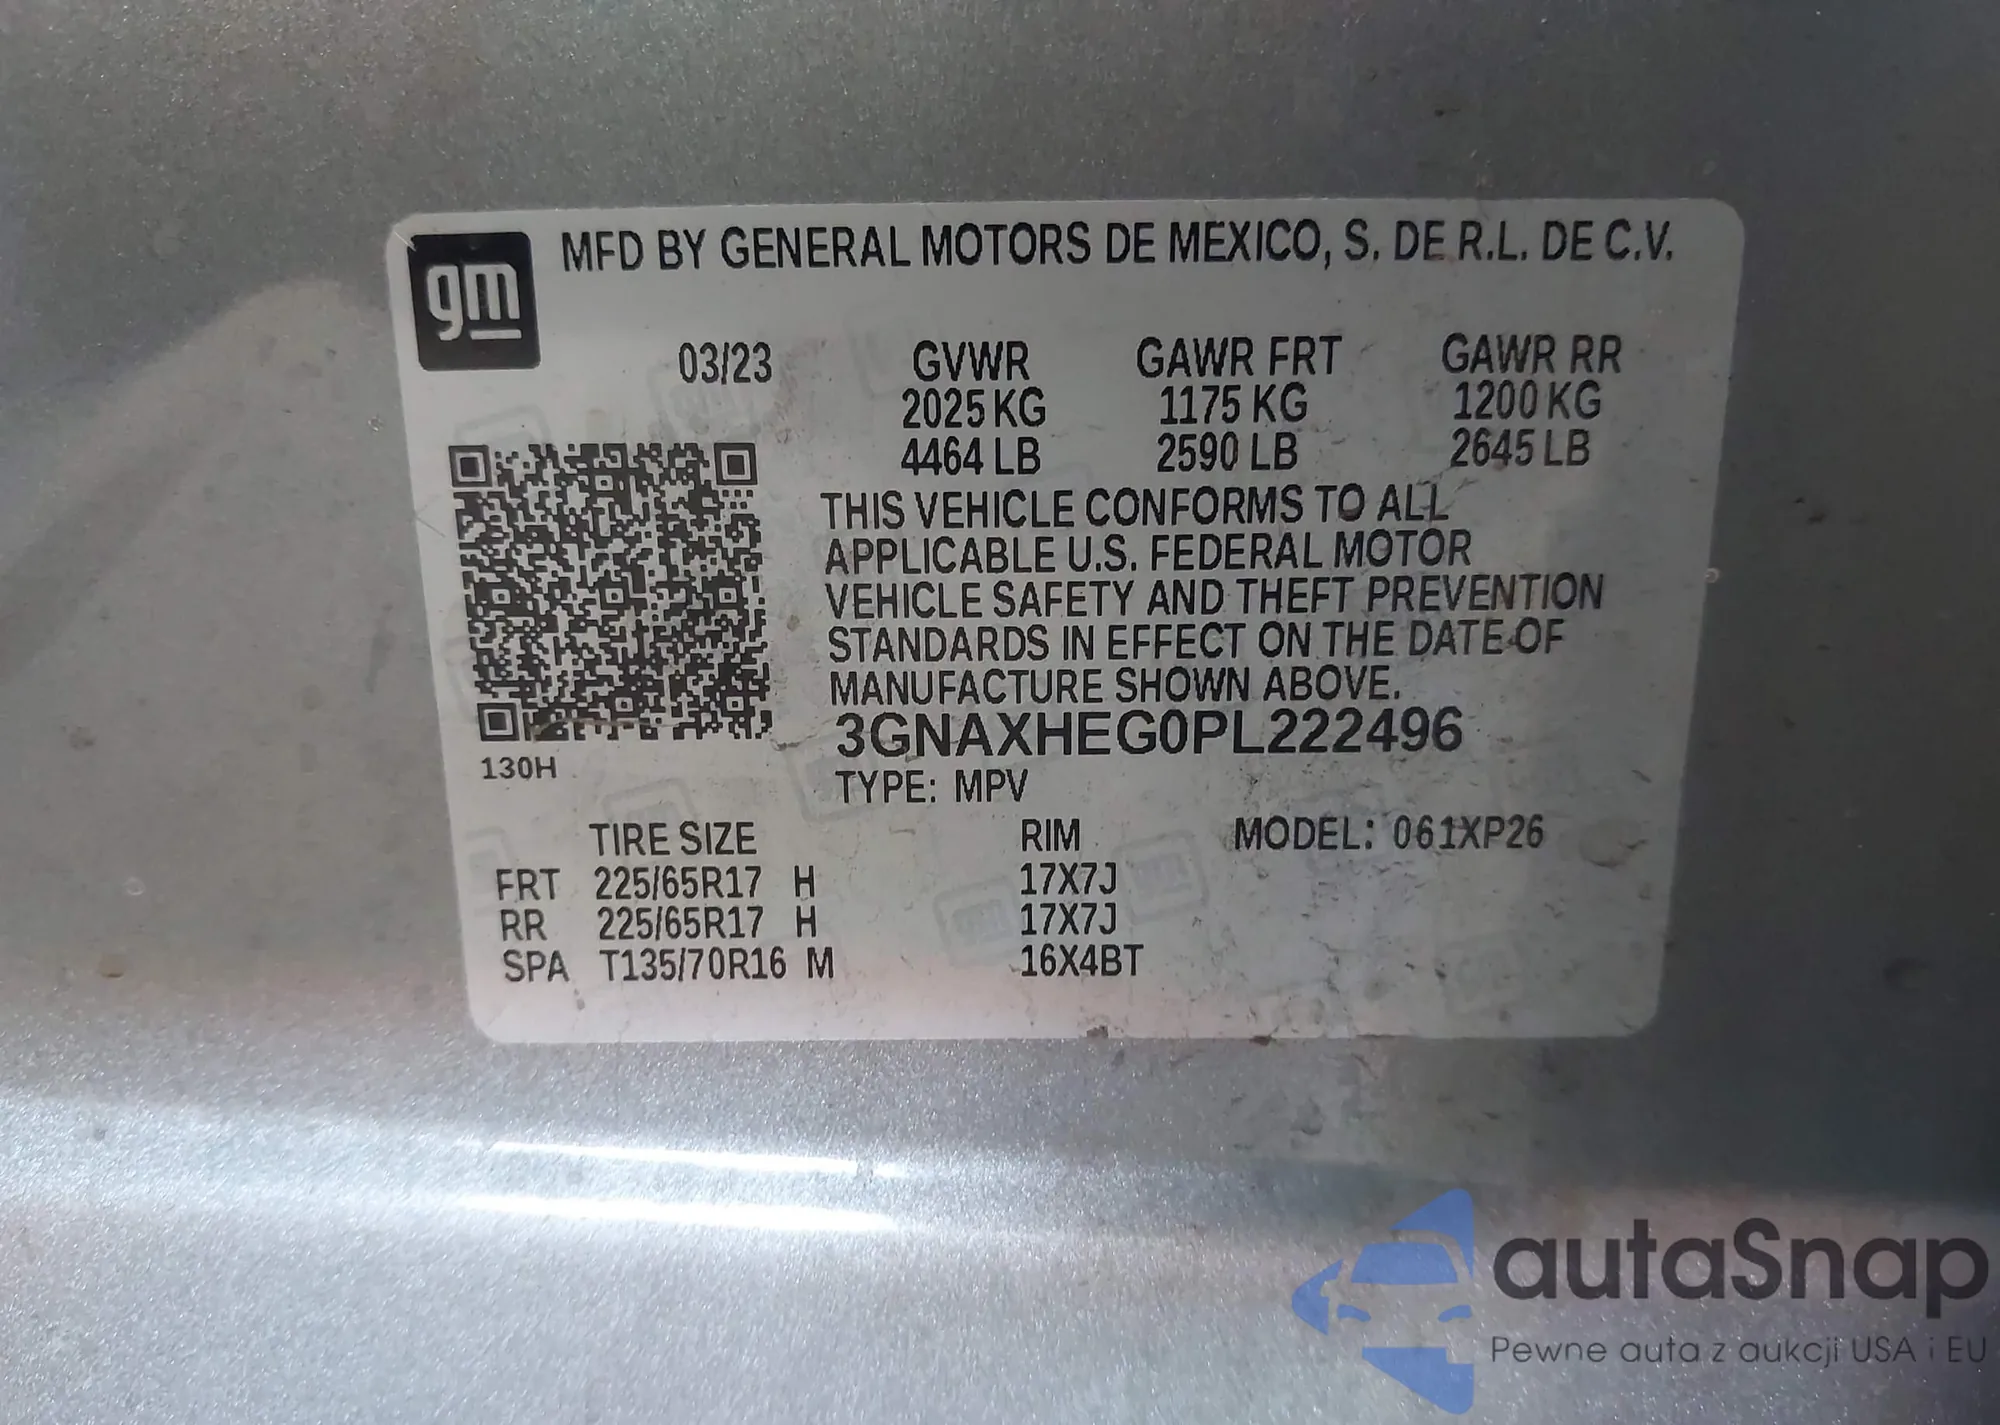 gm
MFD BY GENERAL MOTORS DE MEXICO, S. DE R.L. DE C.V.
03/23 GVWR GAWR FRT GAWR RR
2025 KG 1175 KG 1200 KG
4464 LB 2590 LB 2645 LB
THIS VEHICLE CONFORMS TO ALL
APPLICABLE U.S. FEDERAL MOTOR
VEHICLE SAFETY AND THEFT PREVENTION
STANDARDS IN EFFECT ON THE DATE OF
MANUFACTURE SHOWN ABOVE.
3GNAXHEG0PL222496
130H
TYPE: MPV
TIRE SIZE RIM MODEL: 061XP26
FRT 225/65R17 H 17X7J
RR 225/65R17 H 17X7J
SPA T135/70R16 M 16X4BT
autaSnap
Pewne auta z aukcji USA i EU